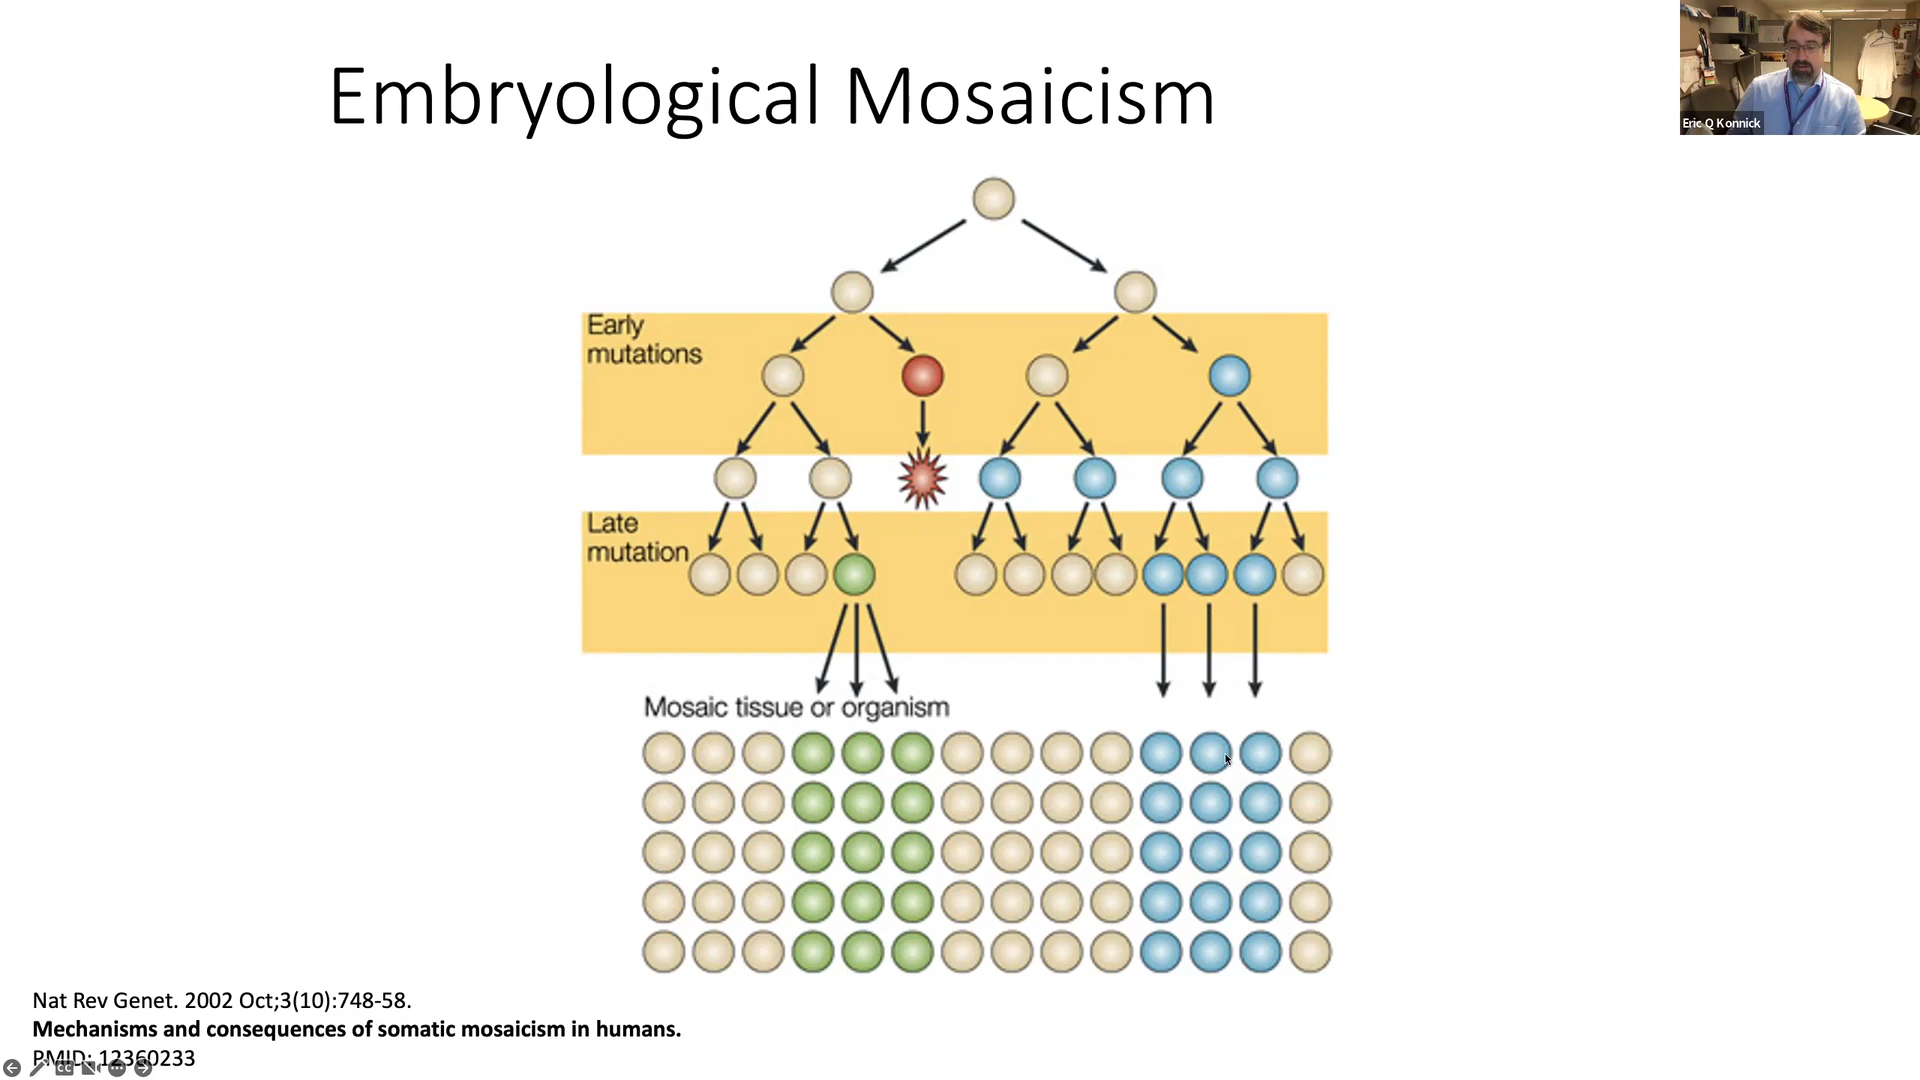 Embryological Mosaicism
Eric Q Konnick
Early
mutations
Late
mutation
Mosaic tissue or organism
Nat Rev Genet. 2002 Oct;3(10):748-58.
Mechanisms and consequences of somatic mosaicism in humans.
PMID: 12360233
CC